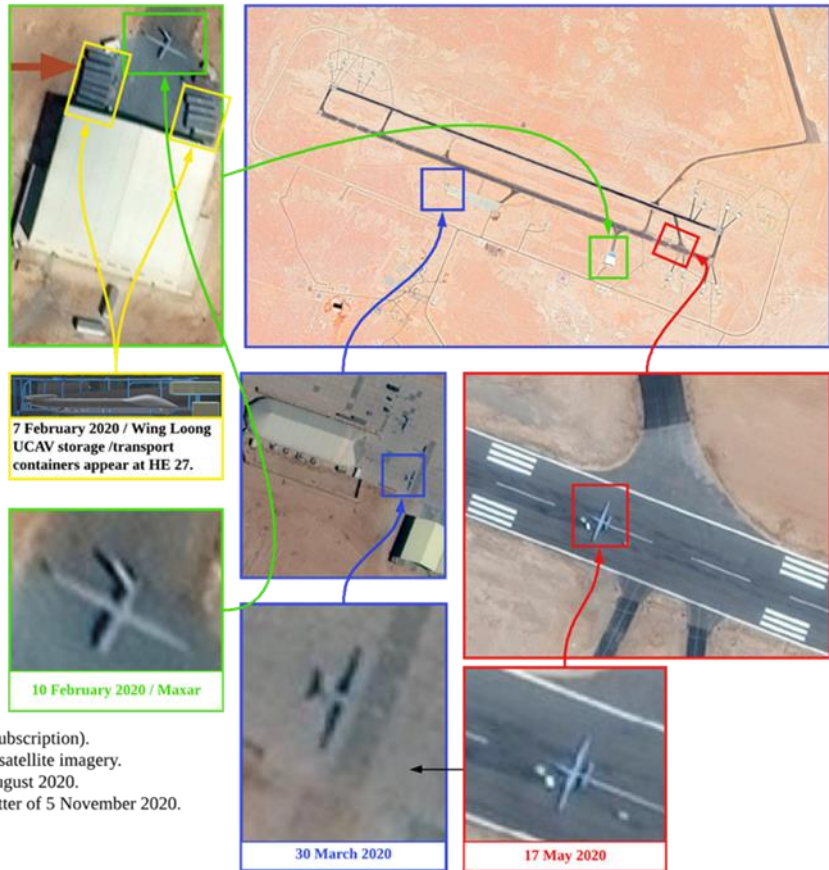 7 February 2020 / Wing Loong
UCAV storage /transport
containers appear at HE 27.
10 February 2020 / Maxar
ubscription).
satellite imagery.
gust 2020.
tter of 5 November 2020.
30 March 2020
17 May 2020